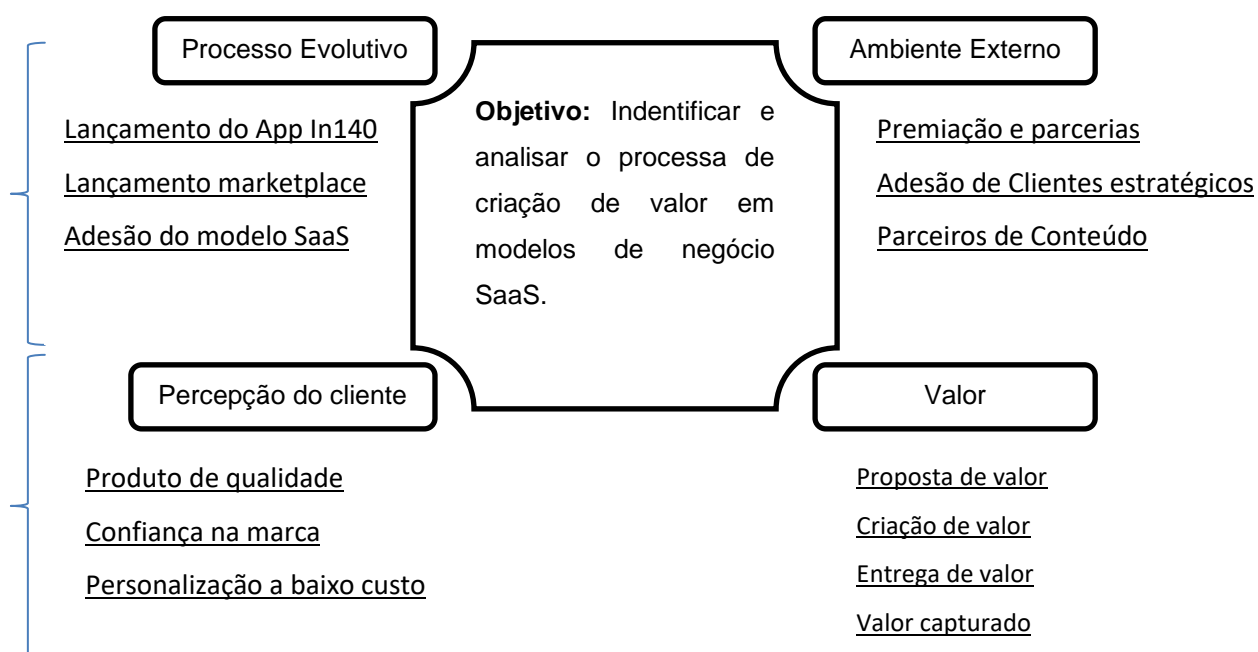 Processo Evolutivo
Ambiente Externo
Lançamento do App In140
Lançamento marketplace
Adesão do modelo SaaS
Objetivo: Indentificar e
analisar o processa de
criação de valor em
modelos de negócio
SaaS.
Premiação e parcerias
Adesão de Clientes estratégicos
Parceiros de Conteúdo
Percepção do cliente
Valor
Produto de qualidade
Confiança na marca
Personalização a baixo custo
Proposta de valor
Criação de valor
Entrega de valor
Valor capturado